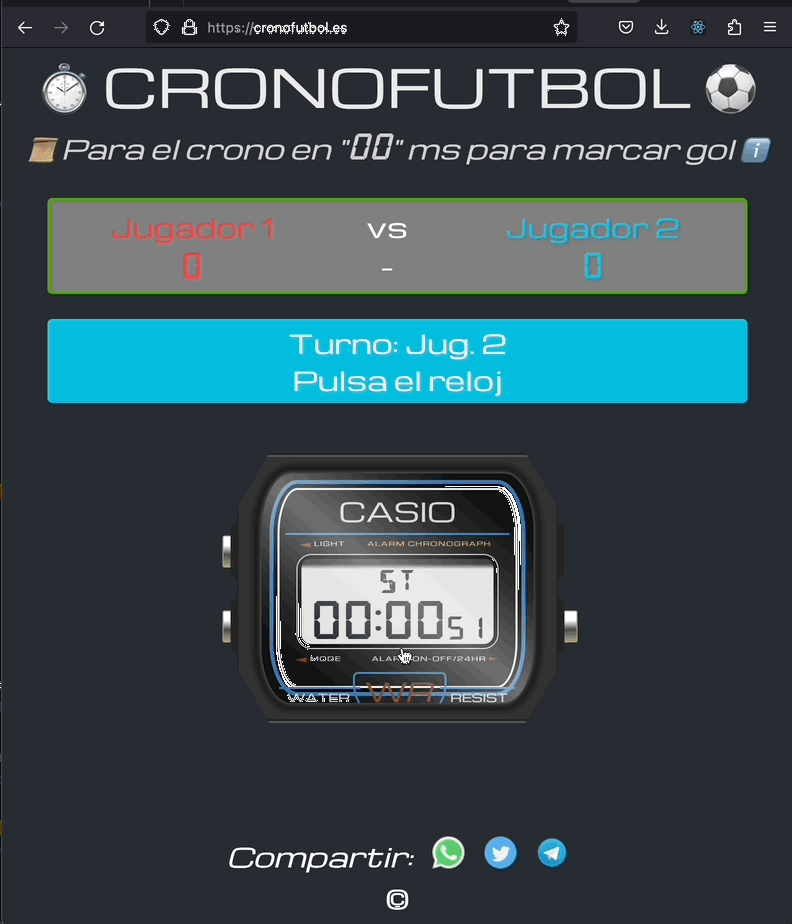 https://cronofutbol.es
CRONOFUTBOL
Para el crono en "00" ms para marcar gol
Jugador 1 vs Jugador 2
0 - 0
Turno: Jug. 2
Pulsa el reloj
CASIO
LIGHT ALARM CHRONOGRAPH
ST
00:00 51
MODE ALARM ON-OFF/24HR
WATER WR RESIST
Compartir:
©